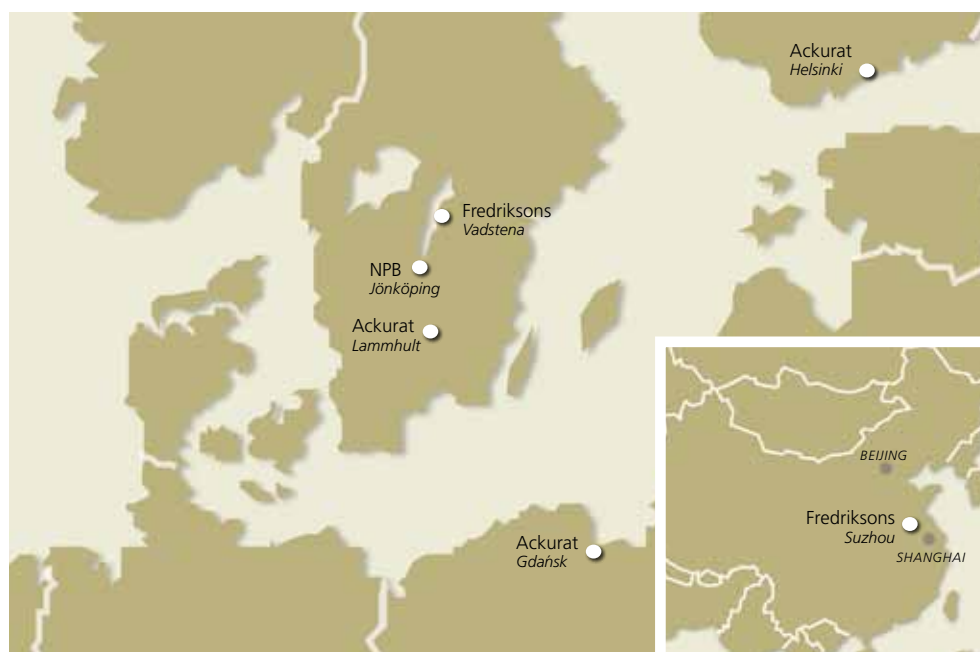 Ackurat
Helsinki
Fredriksons
Vadstena
NPB
Jönköping
Ackurat
Lammhult
BEIJING
Fredriksons
Suzhou
SHANGHAI
Ackurat
Gdańsk